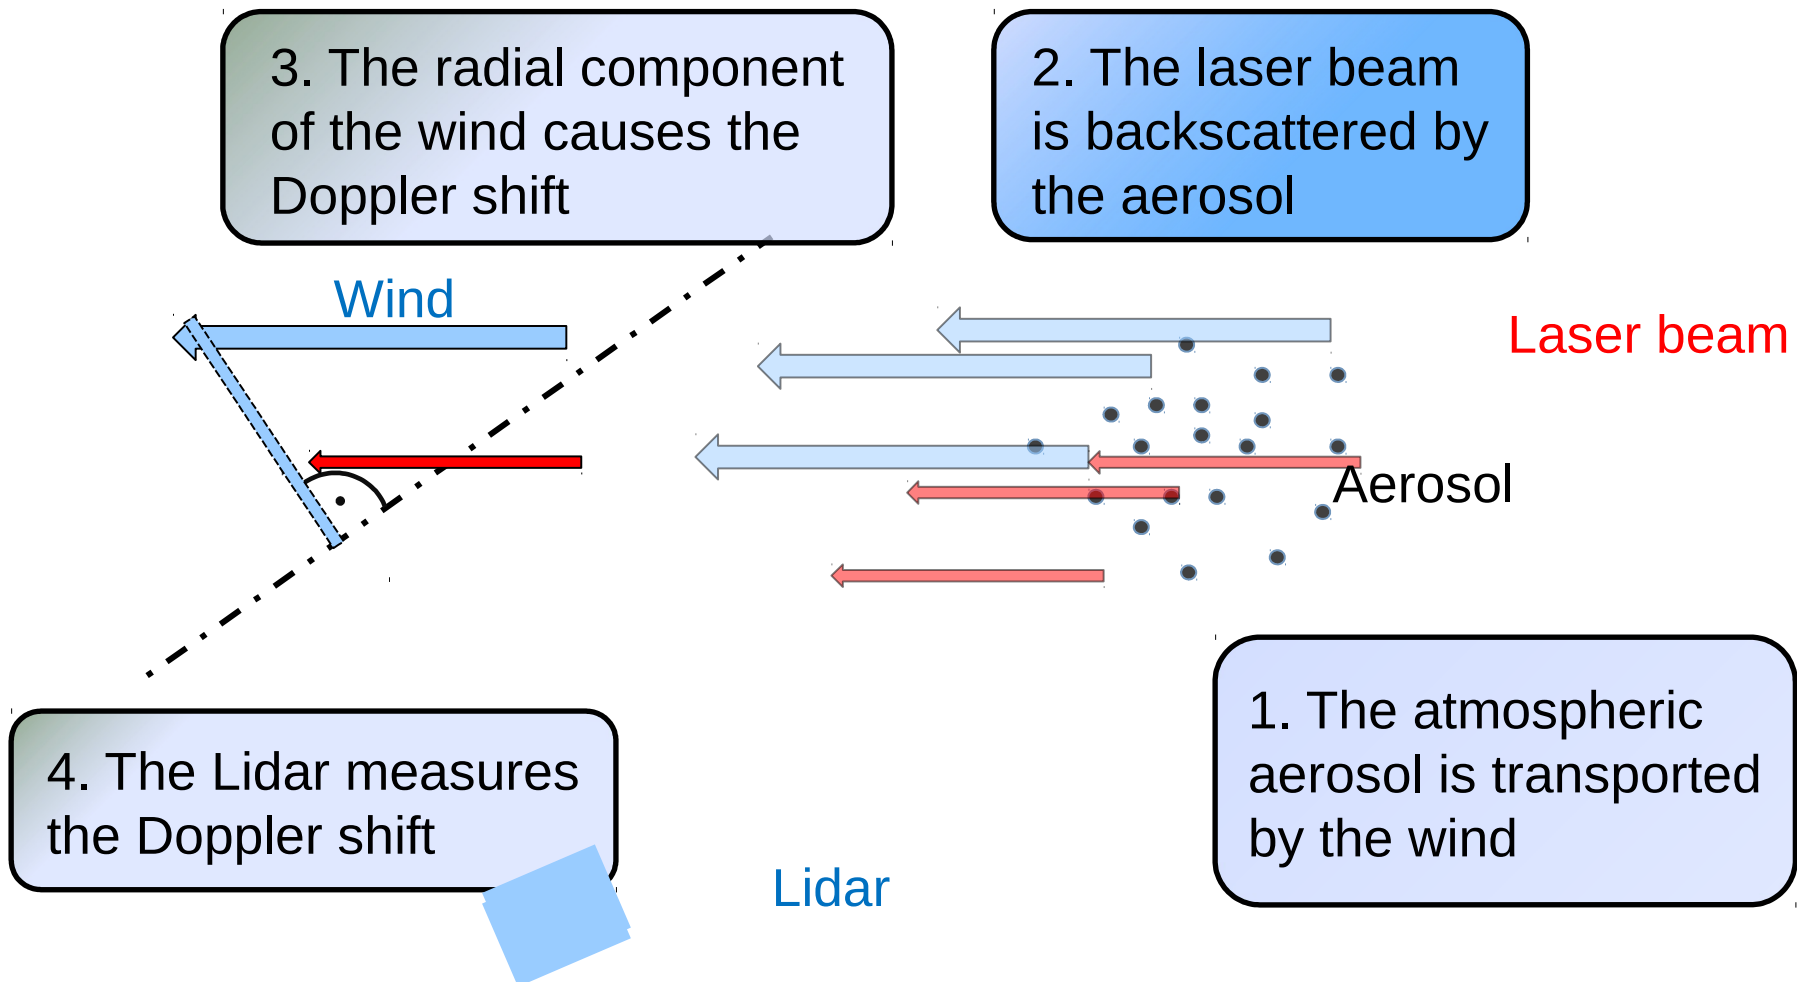 3. The radial component
of the wind causes the
Doppler shift
2. The laser beam
is backscattered by
the aerosol
Wind
Laser beam
Aerosol
1. The atmospheric
aerosol is transported
by the wind
4. The Lidar measures
the Doppler shift
Lidar